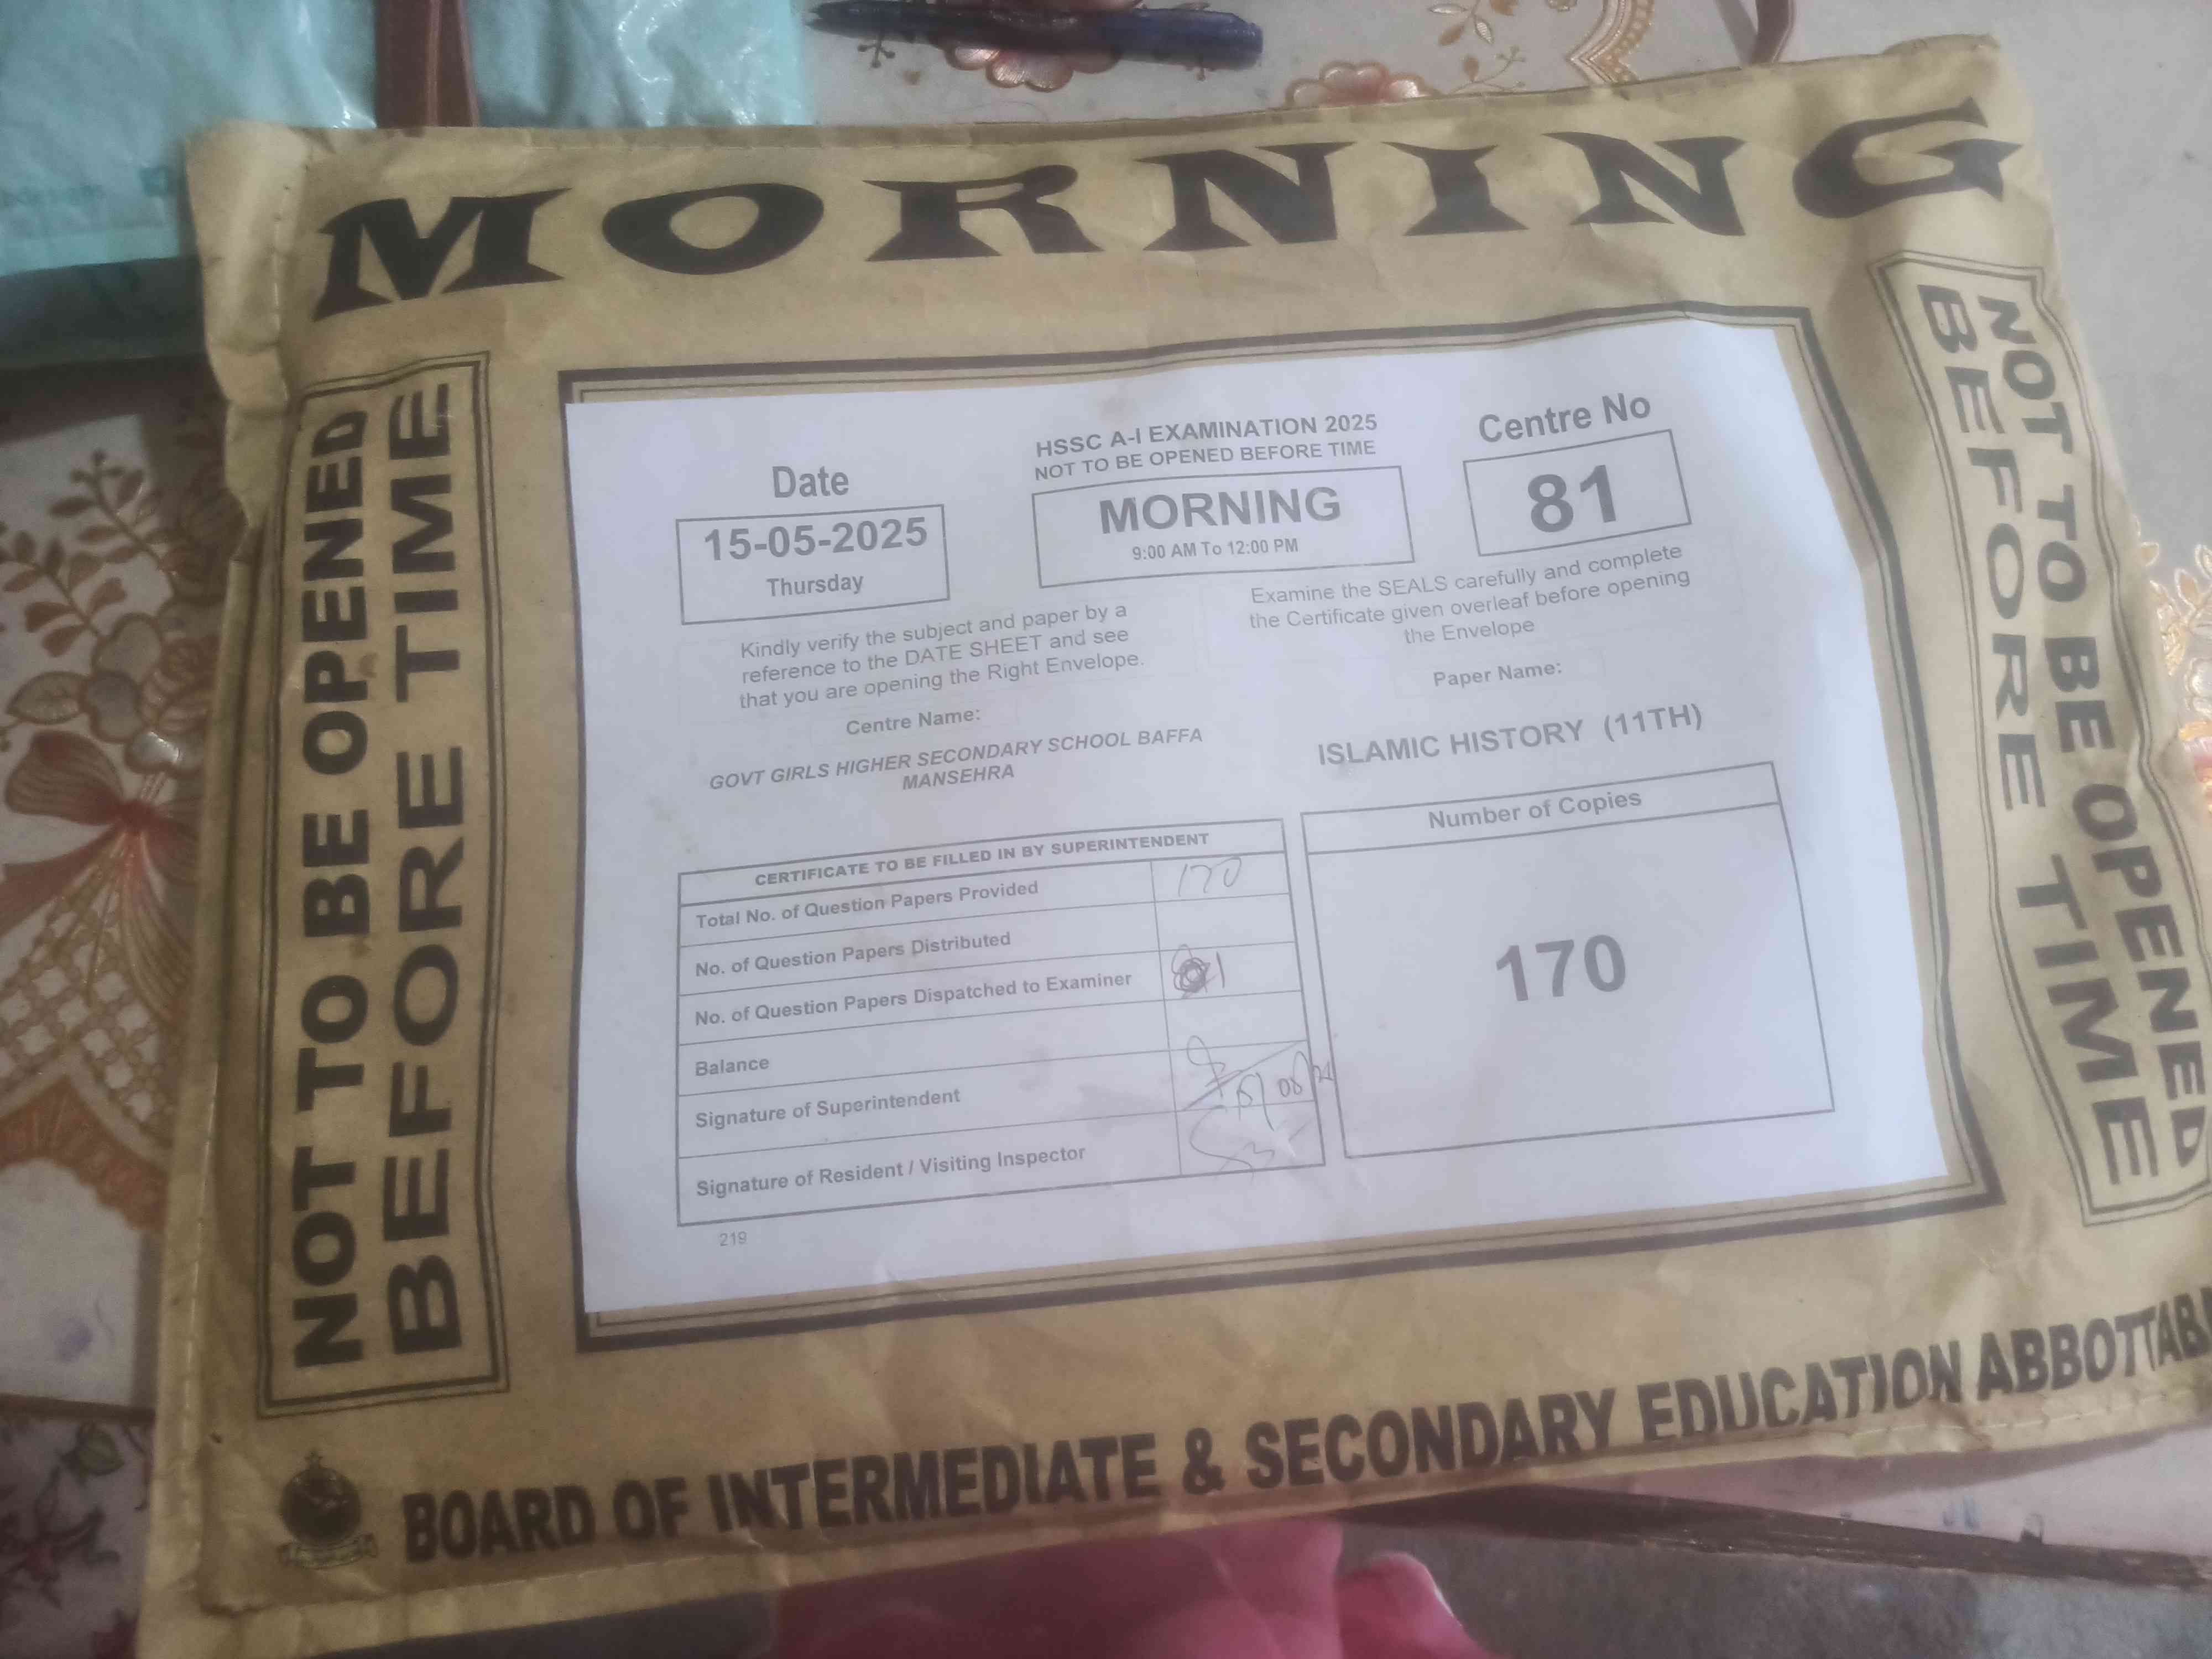 MORNING
NOT TO BE OPENED
BEFORE TIME
Date
15-05-2025
Thursday
HSSC A-I EXAMINATION 2025
NOT TO BE OPENED BEFORE TIME
MORNING
9:00 AM To 12:00 PM
Centre No
81
Kindly verify the subject and paper by a
reference to the DATE SHEET and see
that you are opening the Right Envelope.
Examine the SEALS carefully and complete
the Certificate given overleaf before opening
the Envelope
Centre Name:
GOVT GIRLS HIGHER SECONDARY SCHOOL BAFFA
MANSEHRA
Paper Name:
ISLAMIC HISTORY (11TH)
CERTIFICATE TO BE FILLED IN BY SUPERINTENDENT
Total No. of Question Papers Provided 170
No. of Question Papers Distributed
No. of Question Papers Dispatched to Examiner
Balance
Signature of Superintendent
Signature of Resident / Visiting Inspector
219
Number of Copies
170
NOT TO BE OPENED
BEFORE TIME
BOARD OF INTERMEDIATE & SECONDARY EDUCATION